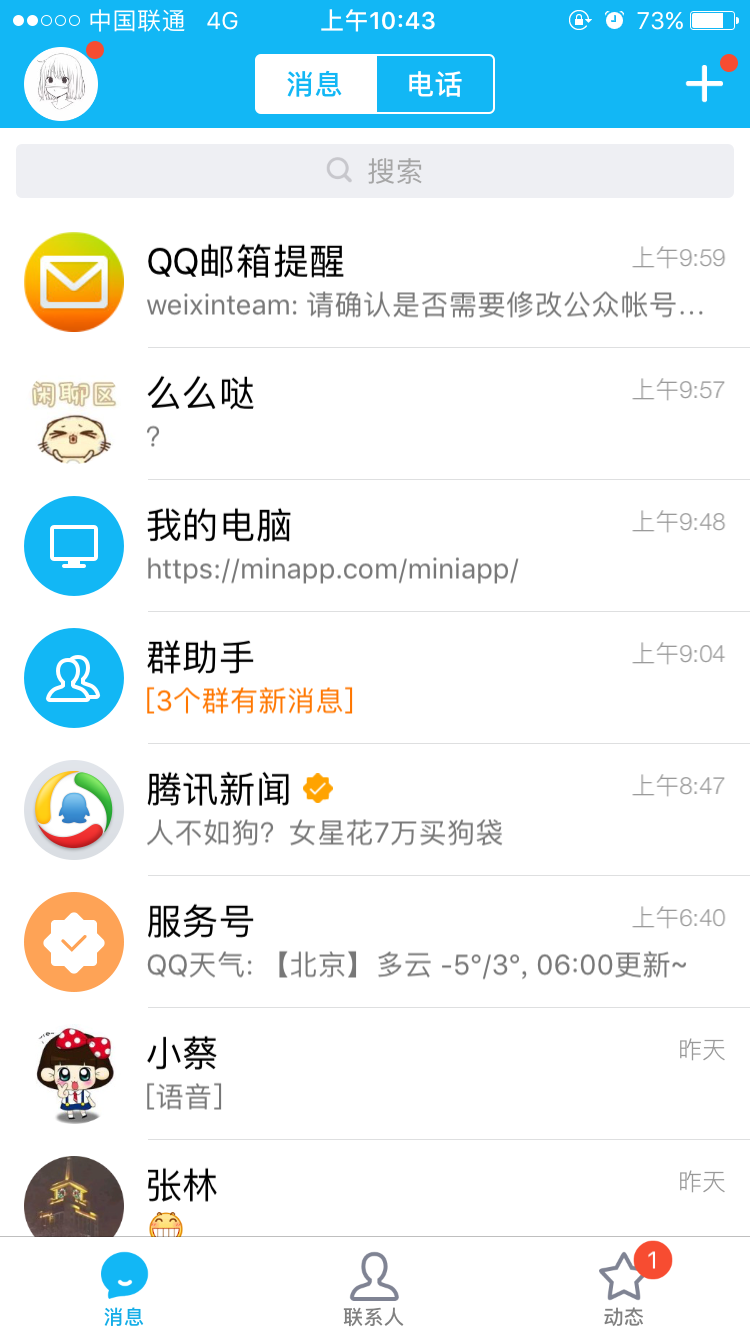 中国联通 4G 上午10:43 73%
消息 电话
搜索
QQ邮箱提醒 上午9:59
weixinteam: 请确认是否需要修改公众帐号...
闲聊区
么么哒 上午9:57
?
我的电脑 上午9:48
https://minapp.com/miniapp/
群助手 上午9:04
[3个群有新消息]
腾讯新闻 上午8:47
人不如狗？女星花7万买狗袋
服务号 上午6:40
QQ天气: 【北京】多云 -5°/3°, 06:00更新~
小蔡 昨天
[语音]
张林 昨天
1
消息 联系人 动态